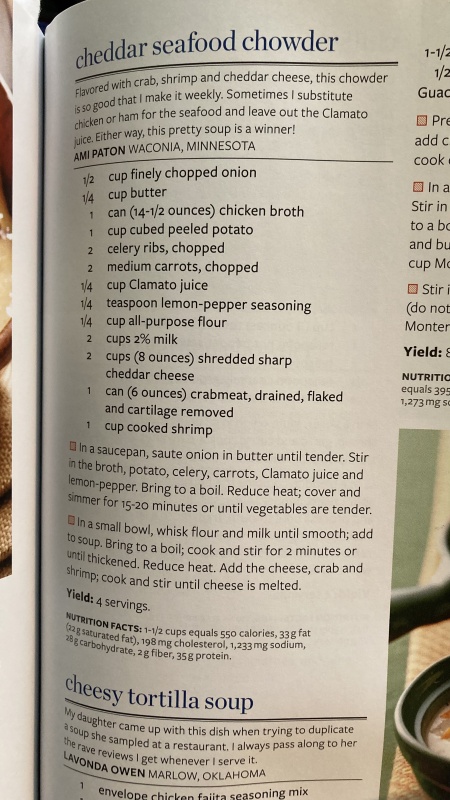 cheddar seafood chowder
Flavored with crab, shrimp and cheddar cheese, this chowder
is so good that I make it weekly. Sometimes I substitute
chicken or ham for the seafood and leave out the Clamato
juice. Either way, this pretty soup is a winner!
AMI PATON WACONIA, MINNESOTA
1/2 cup finely chopped onion
1/4 cup butter
1 can (14-1/2 ounces) chicken broth
1 cup cubed peeled potato
2 celery ribs, chopped
2 medium carrots, chopped
1/4 cup Clamato juice
1/4 teaspoon lemon-pepper seasoning
1/4 cup all-purpose flour
2 cups 2% milk
2 cups (8 ounces) shredded sharp
cheddar cheese
1 can (6 ounces) crabmeat, drained, flaked
and cartilage removed
1 cup cooked shrimp
In a saucepan, saute onion in butter until tender. Stir
in the broth, potato, celery, carrots, Clamato juice and
lemon-pepper. Bring to a boil. Reduce heat; cover and
simmer for 15-20 minutes or until vegetables are tender.
In a small bowl, whisk flour and milk until smooth; add
to soup. Bring to a boil; cook and stir for 2 minutes or
until thickened. Reduce heat. Add the cheese, crab and
shrimp; cook and stir until cheese is melted.
Yield: 4 servings.
NUTRITION FACTS: 1-1/2 cups equals 550 calories, 33 g fat
(22 g saturated fat), 198 mg cholesterol, 1,233 mg sodium,
28 g carbohydrate, 2 g fiber, 35 g protein.
cheesy tortilla soup
My daughter came up with this dish when trying to duplicate
a soup she sampled at a restaurant. I always pass along to her
the rave reviews I get whenever I serve it.
LAVONDA OWEN MARLOW, OKLAHOMA
1 envelope chicken fajita seasoning mix
1-1/2
1/2
Guac
Pre
add c
cook
In a
Stir in
to a bo
and bu
cup Mo
Stir i
(do not
Monter
Yield: 8
NUTRITIO
equals 395
1,273 mg so